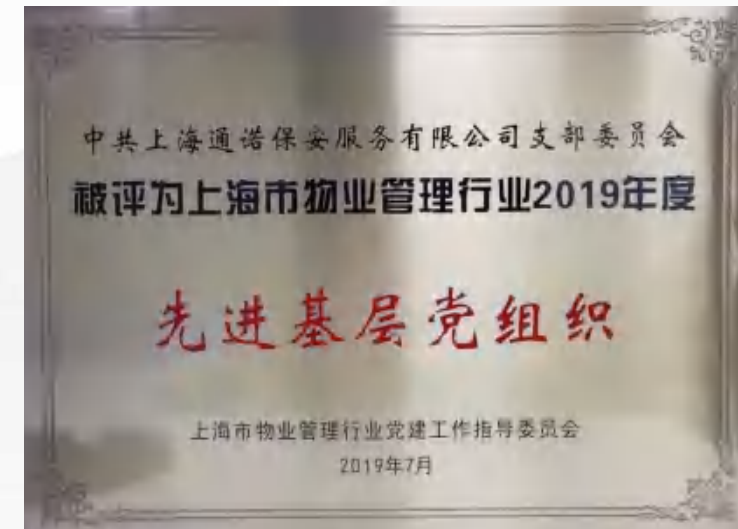 中共上海通诺保安服务有限公司支部委员会
被评为上海市物业管理行业2019年度
先进基层党组织
上海市物业管理行业党建工作指导委员会
2019年7月